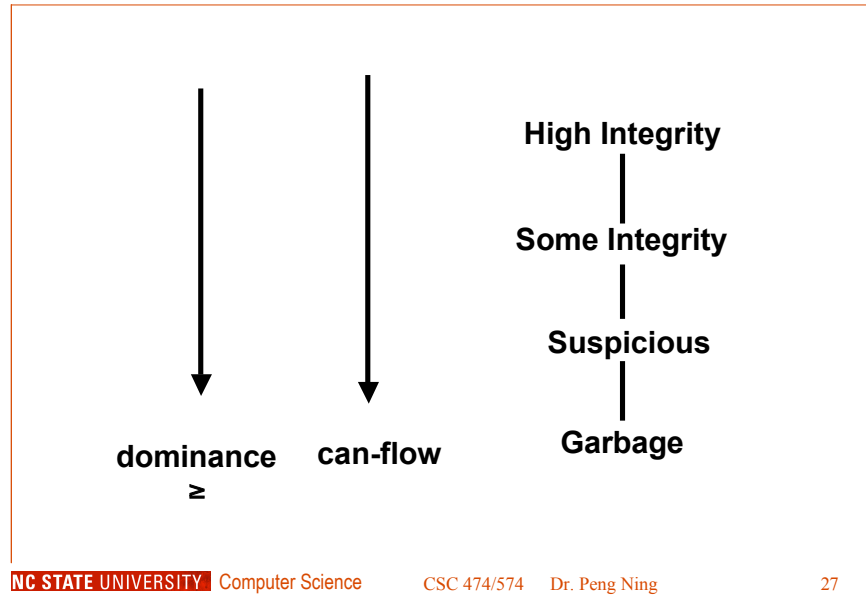 High Integrity
Some Integrity
Suspicious
Garbage
dominance
≥
can-flow
NC STATE UNIVERSITY Computer Science CSC 474/574 Dr. Peng Ning 27